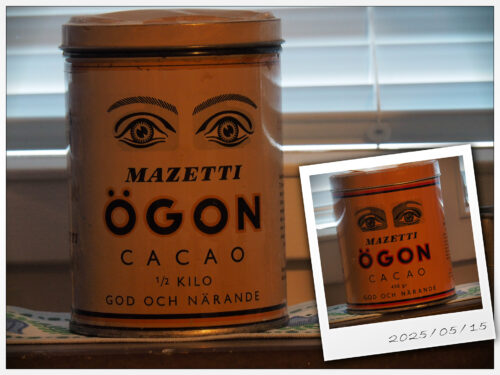 MAZETTI
ÖGON
CACAO
½ KILO
GOD OCH NÄRANDE
MAZETTI
ÖGON
CACAO
GOD OCH NÄRANDE
2025/05/15